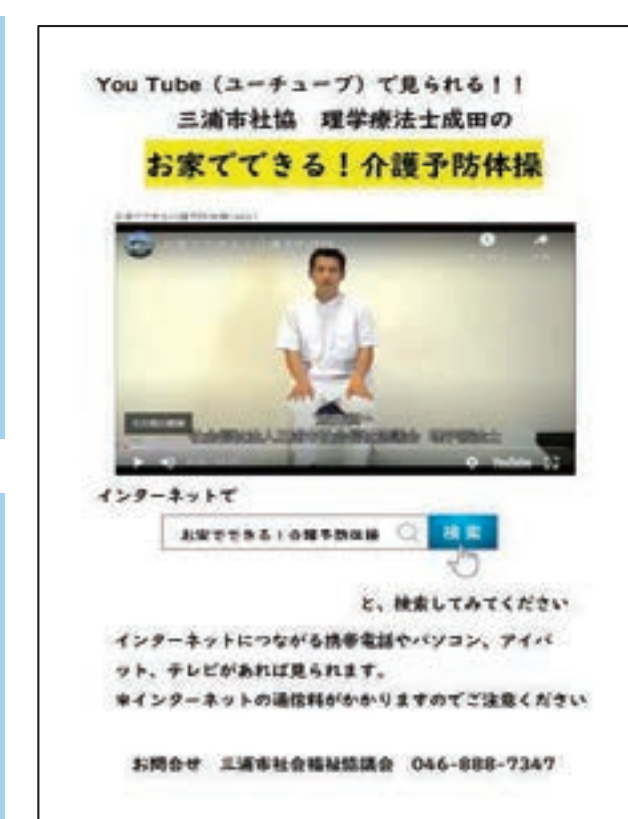 You Tube（ユーチューブ）で見られる！！
三浦市社協　理学療法士成田の
お家でできる！介護予防体操
YouTube
インターネットで
お家でできる！介護予防体操
検索
と、検索してみてください
インターネットにつながる携帯電話やパソコン、アイパ
ット、テレビがあれば見られます。
※インターネットの通信料がかかりますのでご注意ください
お問合せ　三浦市社会福祉協議会　046-888-7347